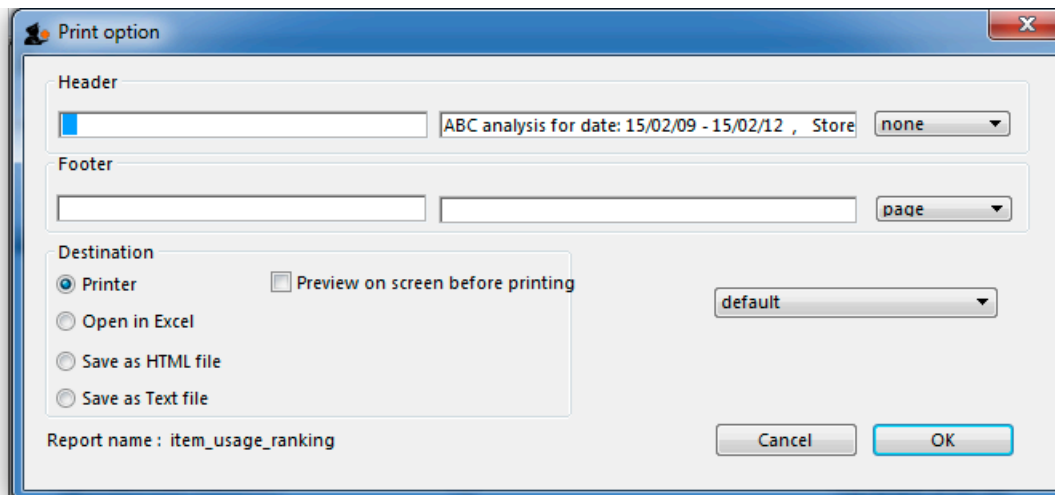 Print option
Header
ABC analysis for date: 15/02/09 - 15/02/12 , Store
none
Footer
page
Destination
Printer
Preview on screen before printing
default
Open in Excel
Save as HTML file
Save as Text file
Report name : item_usage_ranking
Cancel
OK